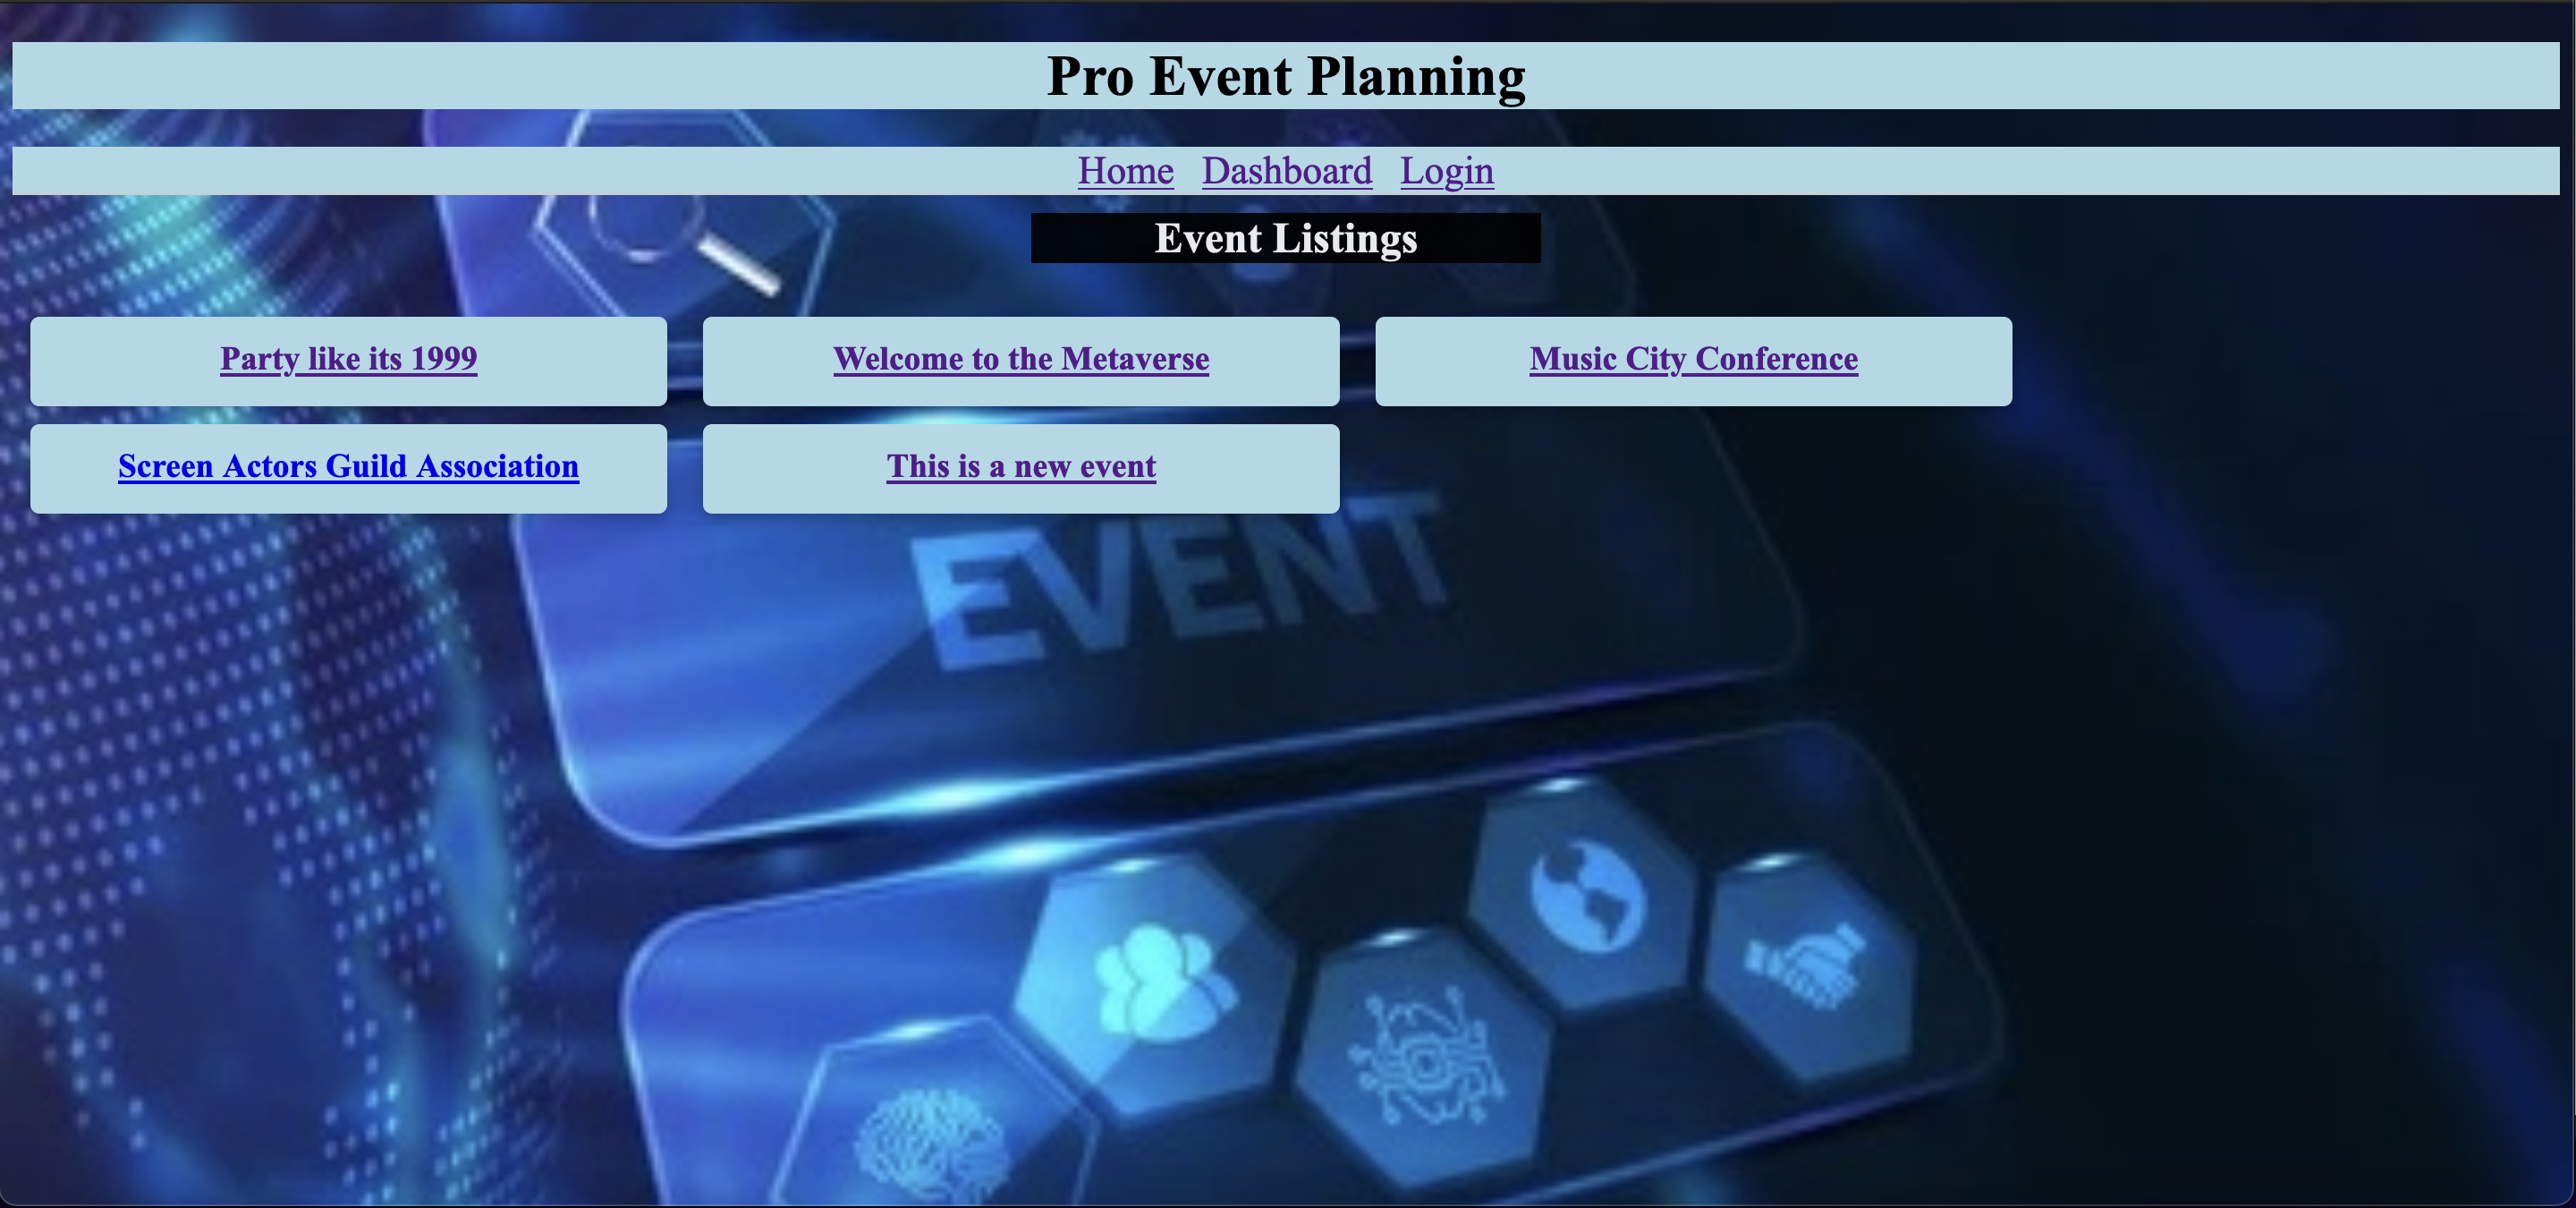 Pro Event Planning
Home Dashboard Login
Event Listings
Party like its 1999 Welcome to the Metaverse Music City Conference
Screen Actors Guild Association This is a new event
EVENT